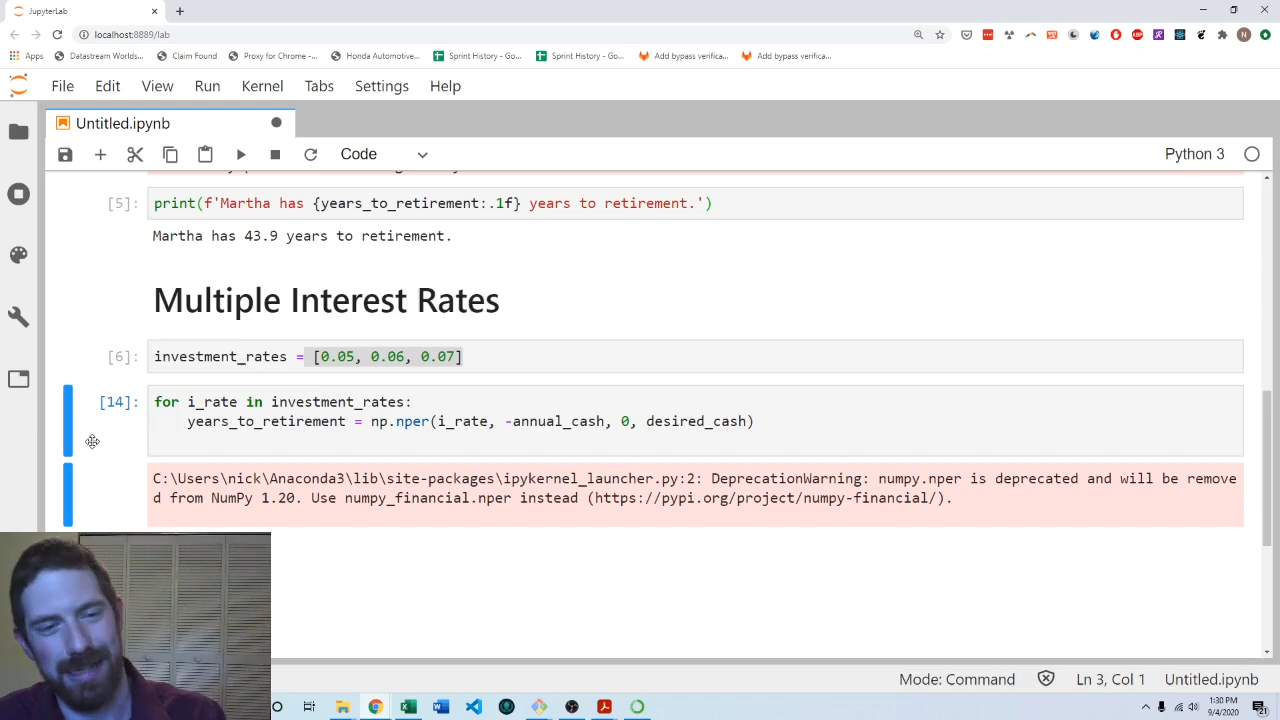 JupyterLab
localhost:8889/lab
Apps
Datastream Worlds...
Claim Found
Proxy for Chrome -...
Honda Automotive...
Sprint History - Go...
Sprint History - Go...
Add bypass verifica...
Add bypass verifica...
File Edit View Run Kernel Tabs Settings Help
Untitled.ipynb
Code
Python 3
[5]: print(f'Martha has {years_to_retirement:.1f} years to retirement.')
Martha has 43.9 years to retirement.
Multiple Interest Rates
[6]: investment_rates = [0.05, 0.06, 0.07]
[14]: for i_rate in investment_rates:
years_to_retirement = np.nper(i_rate, -annual_cash, 0, desired_cash)
C:\Users\nick\Anaconda3\lib\site-packages\ipykernel_launcher.py:2: DeprecationWarning: numpy.nper is deprecated and will be remove
d from NumPy 1.20. Use numpy_financial.nper instead (https://pypi.org/project/numpy-financial/).
Mode: Command
Ln 3, Col 1
Untitled.ipynb
1:30 PM
9/4/2020